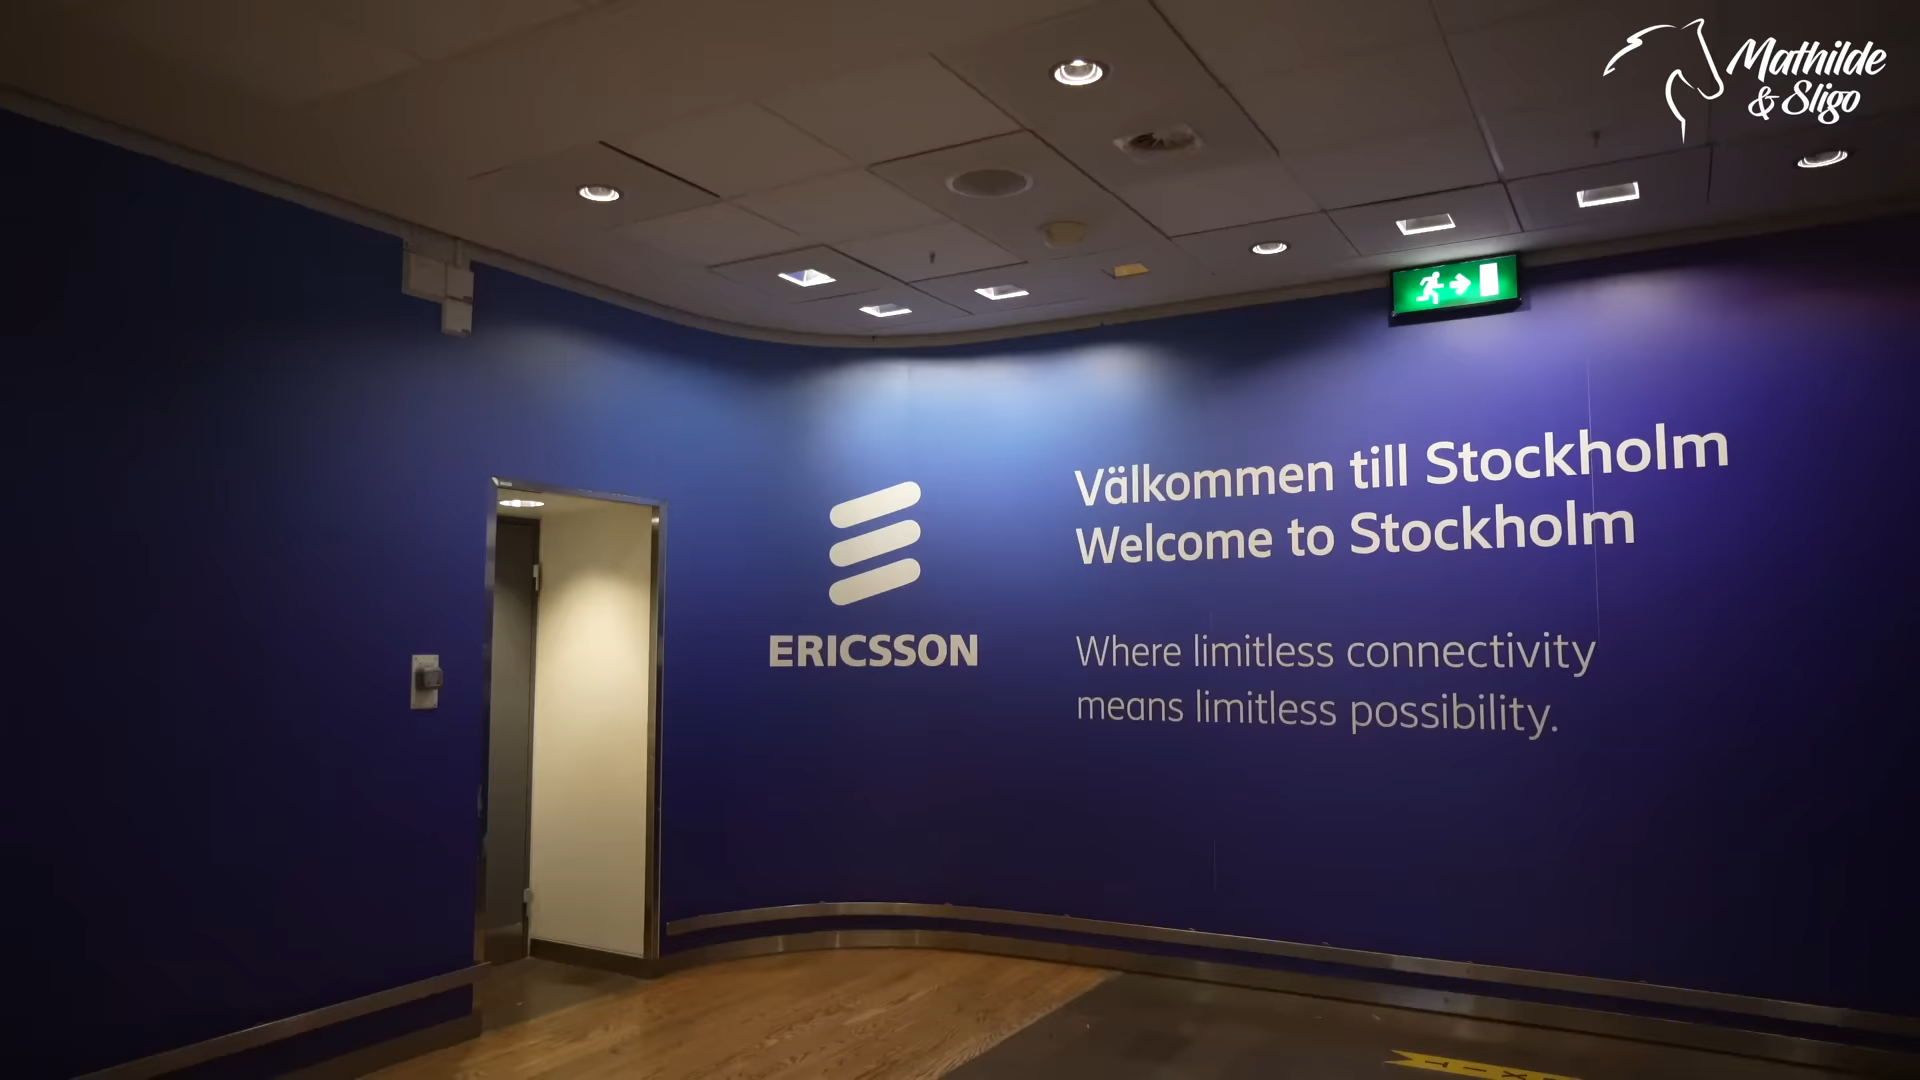 Mathilde
& Sligo
Välkommen till Stockholm
Welcome to Stockholm
ERICSSON
Where limitless connectivity
means limitless possibility.